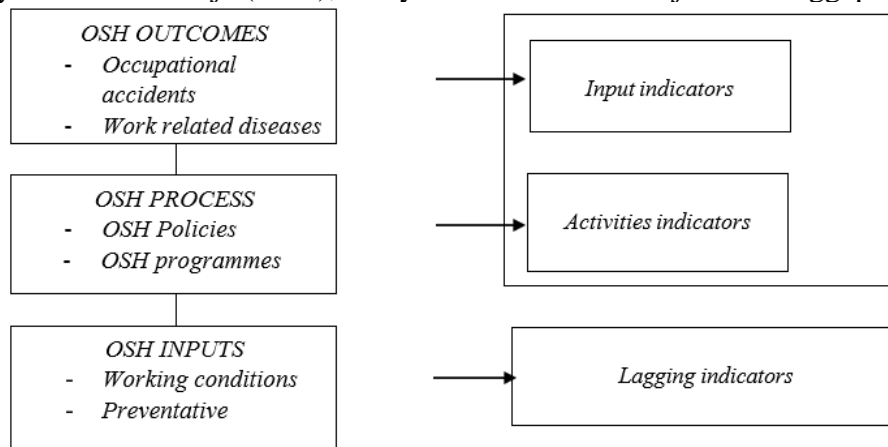 OSH OUTCOMES
- Occupational
accidents
- Work related diseases
Input indicators
OSH PROCESS
- OSH Policies
- OSH programmes
Activities indicators
OSH INPUTS
- Working conditions
- Preventative
Lagging indicators